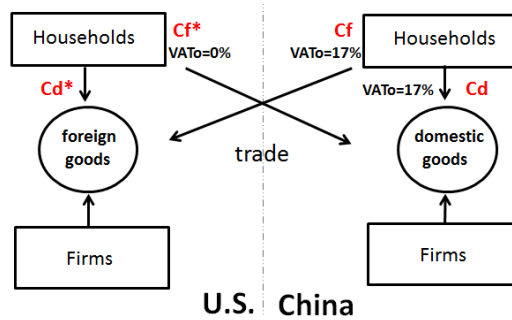 Households
Cf*
VATo=0%
Cf
VATo=17%
Households
Cd*
VATo=17%
Cd
foreign
goods
trade
domestic
goods
Firms
Firms
U.S.
China